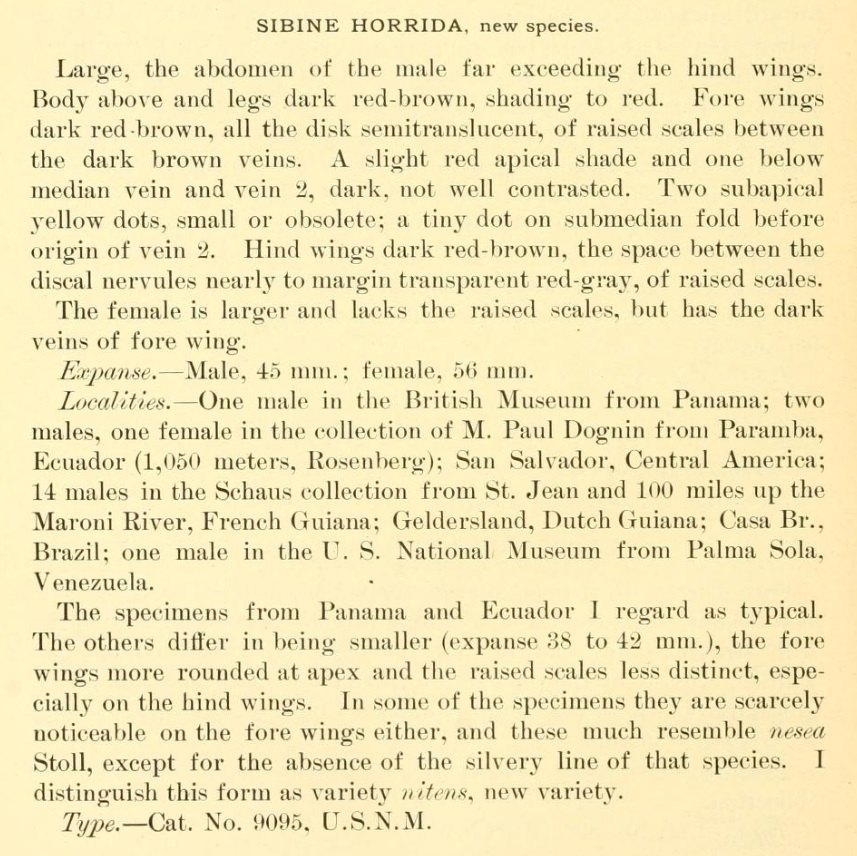 SIBINE HORRIDA, new species.
Large, the abdomen of the male far exceeding the hind wings.
Body above and legs dark red-brown, shading to red. Fore wings
dark red-brown, all the disk semitranslucent, of raised scales between
the dark brown veins. A slight red apical shade and one below
median vein and vein 2, dark, not well contrasted. Two subapical
yellow dots, small or obsolete; a tiny dot on submedian fold before
origin of vein 2. Hind wings dark red-brown, the space between the
discal nervules nearly to margin transparent red-gray, of raised scales.
The female is larger and lacks the raised scales, but has the dark
veins of fore wing.
Expanse.—Male, 45 mm.; female, 56 mm.
Localities.—One male in the British Museum from Panama; two
males, one female in the collection of M. Paul Dognin from Paramba,
Ecuador (1,050 meters, Rosenberg); San Salvador, Central America;
14 males in the Schaus collection from St. Jean and 100 miles up the
Maroni River, French Guiana; Geldersland, Dutch Guiana; Casa Br.,
Brazil; one male in the U. S. National Museum from Palma Sola,
Venezuela.
The specimens from Panama and Ecuador I regard as typical.
The others differ in being smaller (expanse 38 to 42 mm.), the fore
wings more rounded at apex and the raised scales less distinct, espe-
cially on the hind wings. In some of the specimens they are scarcely
noticeable on the fore wings either, and these much resemble nesea
Stoll, except for the absence of the silvery line of that species. I
distinguish this form as variety nitens, new variety.
Type.—Cat. No. 9095, U.S.N.M.